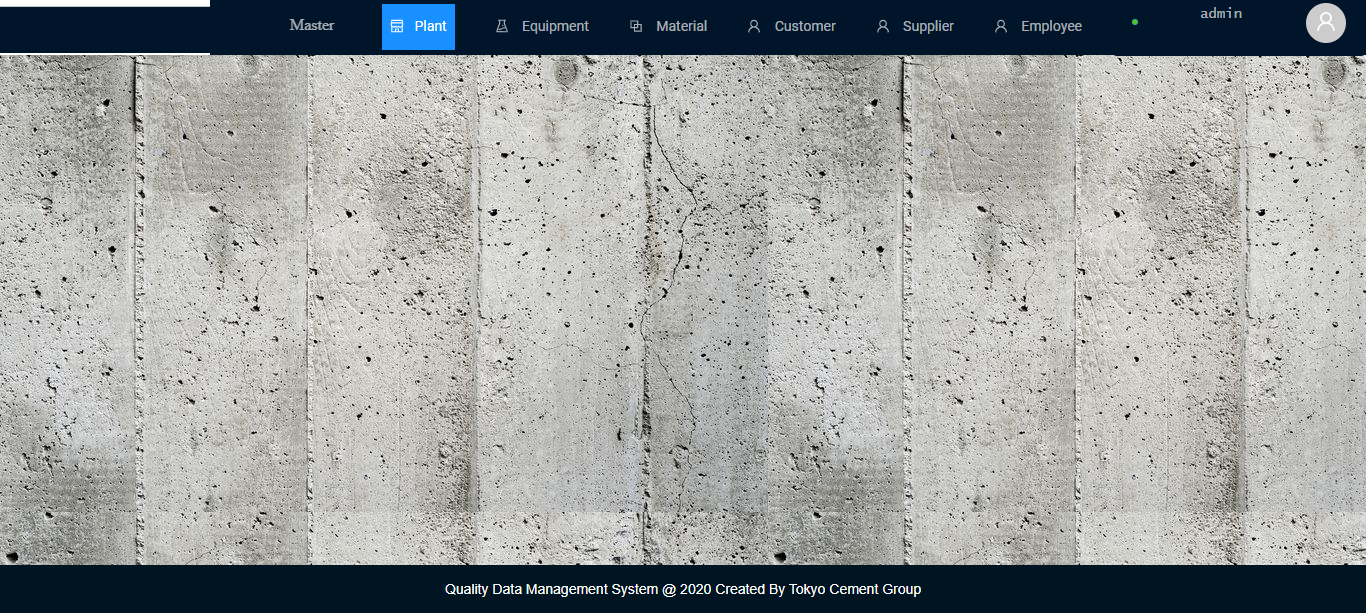 Master Plant Equipment Material Customer Supplier Employee admin
Quality Data Management System @ 2020 Created By Tokyo Cement Group